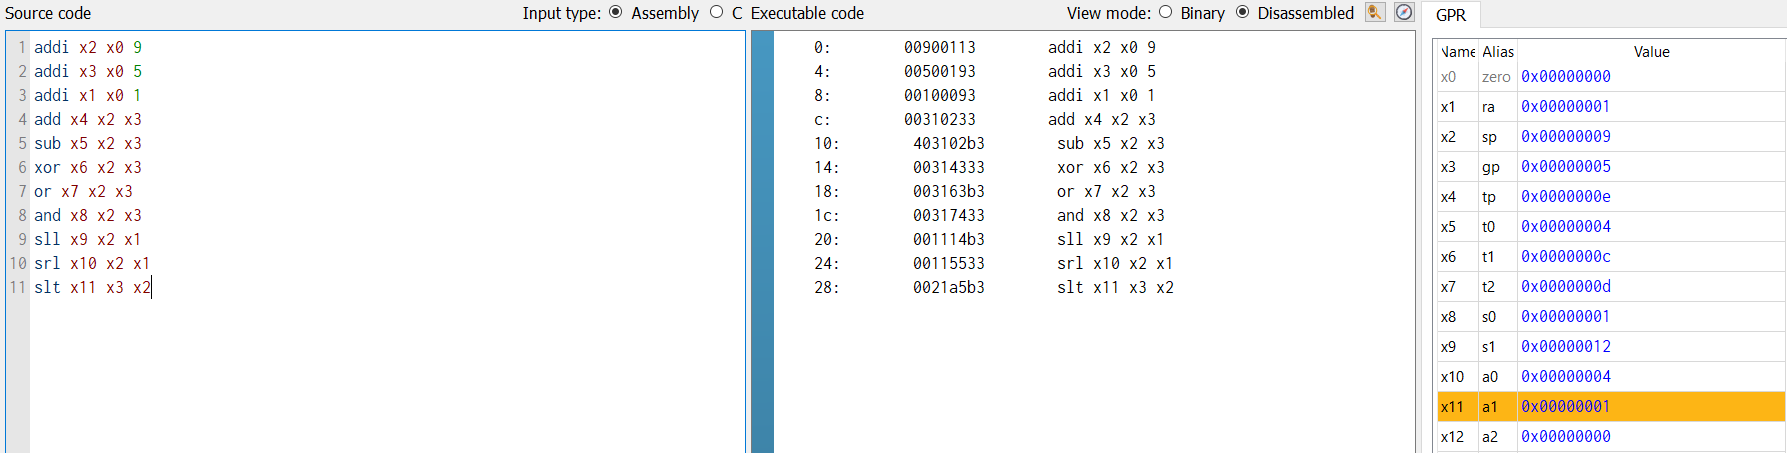 Source code Input type: Assembly C
1 addi x2 x0 9
2 addi x3 x0 5
3 addi x1 x0 1
4 add x4 x2 x3
5 sub x5 x2 x3
6 xor x6 x2 x3
7 or x7 x2 x3
8 and x8 x2 x3
9 sll x9 x2 x1
10 srl x10 x2 x1
11 slt x11 x3 x2
Executable code View mode: Binary Disassembled
0: 00900113 addi x2 x0 9
4: 00500193 addi x3 x0 5
8: 00100093 addi x1 x0 1
c: 00310233 add x4 x2 x3
10: 403102b3 sub x5 x2 x3
14: 00314333 xor x6 x2 x3
18: 003163b3 or x7 x2 x3
1c: 00317433 and x8 x2 x3
20: 001114b3 sll x9 x2 x1
24: 00115533 srl x10 x2 x1
28: 0021a5b3 slt x11 x3 x2
GPR
Name Alias Value
x0 zero 0x00000000
x1 ra 0x00000001
x2 sp 0x00000009
x3 gp 0x00000005
x4 tp 0x0000000e
x5 t0 0x00000004
x6 t1 0x0000000c
x7 t2 0x0000000d
x8 s0 0x00000001
x9 s1 0x00000012
x10 a0 0x00000004
x11 a1 0x00000001
x12 a2 0x00000000